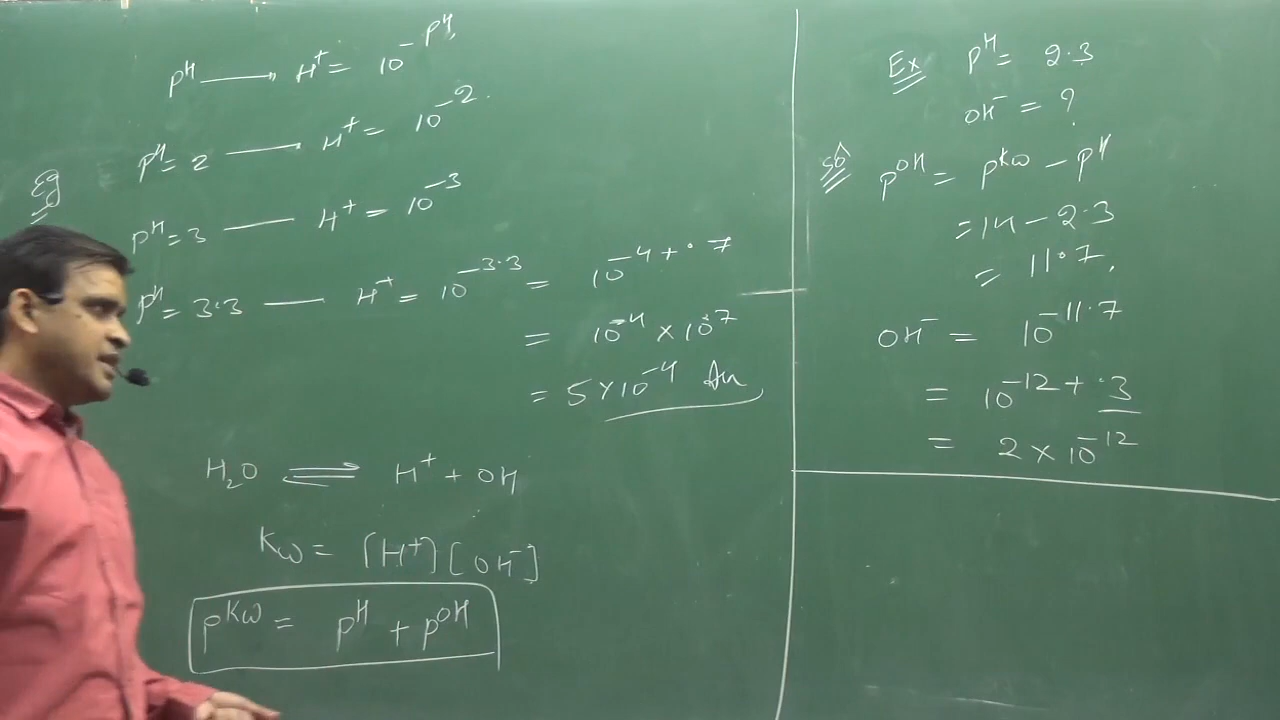 pH → H⁺ = 10^-pH.
pH = 2 — H⁺ = 10^-2.
Eg
pH = 3 — H⁺ = 10^-3
pH = 3.3 — H⁺ = 10^-3.3 = 10^-4+.7
= 10^-4 × 10^.7
= 5×10^-4 An
H₂O ⇌ H⁺ + OH
Kw = [H⁺][OH⁻]
pKw = pH + pOH
Ex pH = 2.3
OH⁻ = ?
pOH = pKw − pH
= 14 − 2.3
= 11.7.
OH⁻ = 10^-11.7
= 10^-12+.3
= 2 × 10^-12